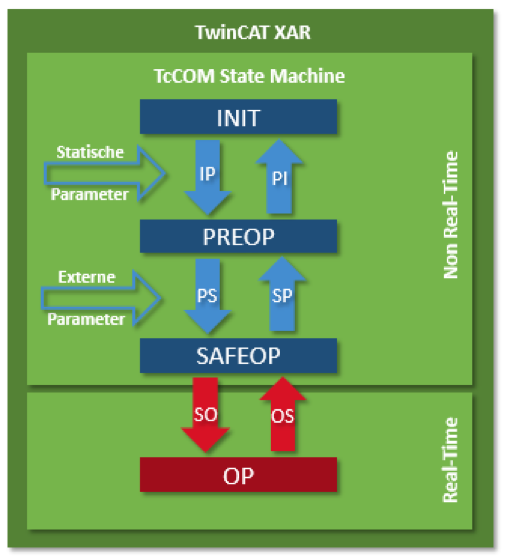 TwinCAT XAR
TcCOM State Machine
INIT
Statische
Parameter
IP
PI
PREOP
Externe
Parameter
PS
SP
SAFEOP
Non Real-Time
SO
OS
OP
Real-Time